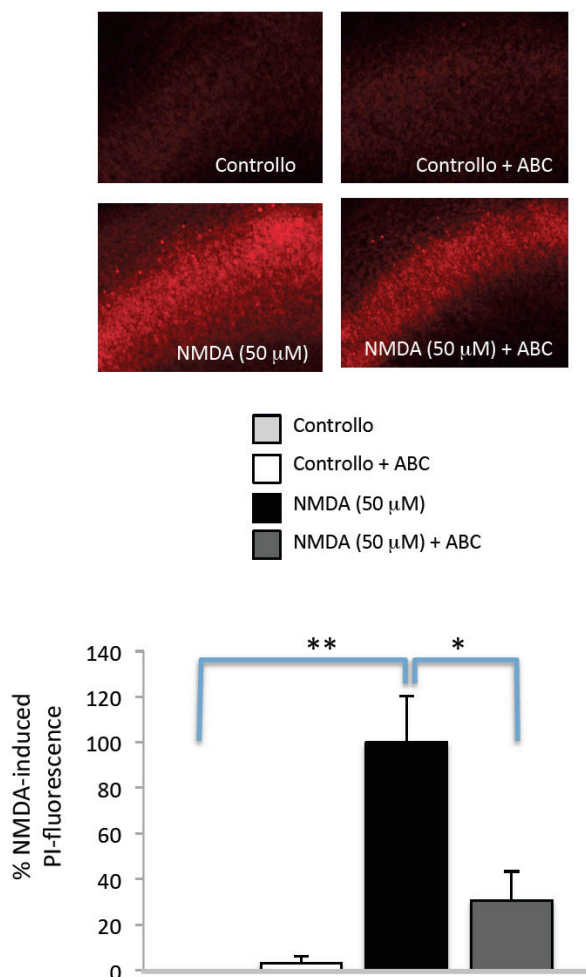 Controllo
Controllo + ABC
NMDA (50 μM)
NMDA (50 μM) + ABC
Controllo
Controllo + ABC
NMDA (50 μM)
NMDA (50 μM) + ABC
** *
% NMDA-induced
PI-fluorescence
140
120
100
80
60
40
20
0